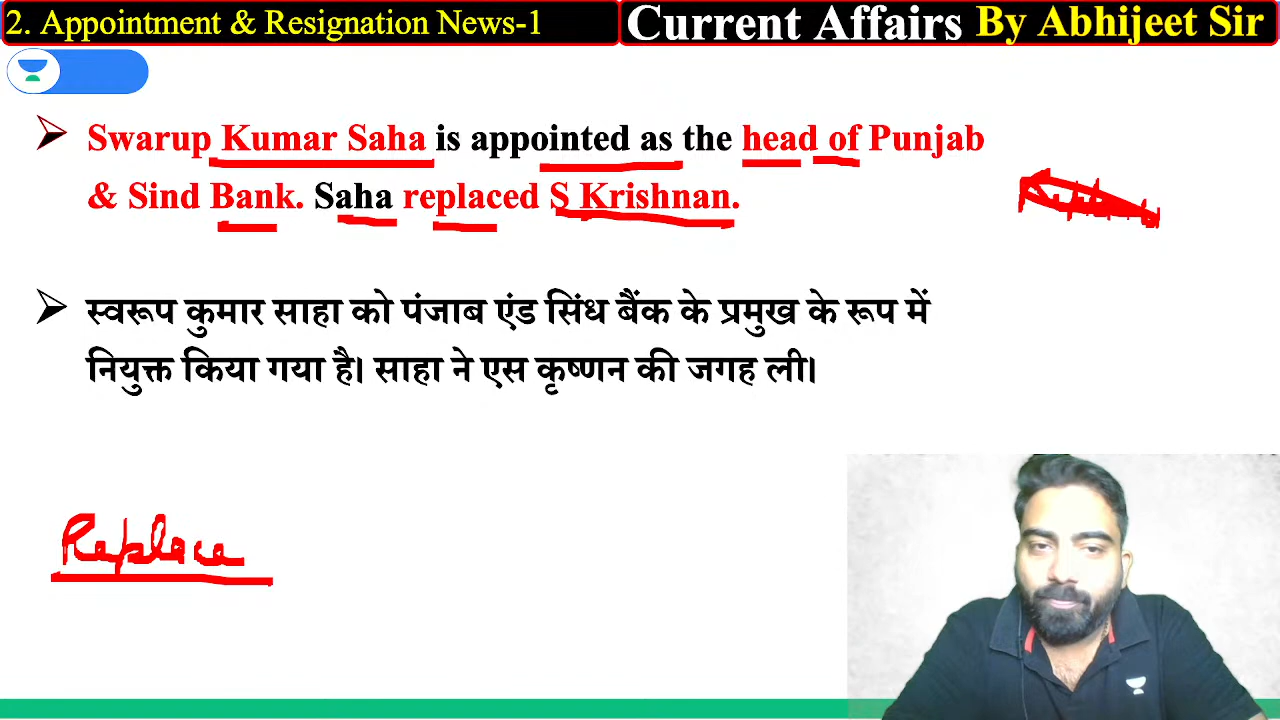 2. Appointment & Resignation News-1
Current Affairs By Abhijeet Sir
Swarup Kumar Saha is appointed as the head of Punjab
& Sind Bank. Saha replaced S Krishnan.
स्वरूप कुमार साहा को पंजाब एंड सिंध बैंक के प्रमुख के रूप में
नियुक्त किया गया है। साहा ने एस कृष्णन की जगह ली।
Replace